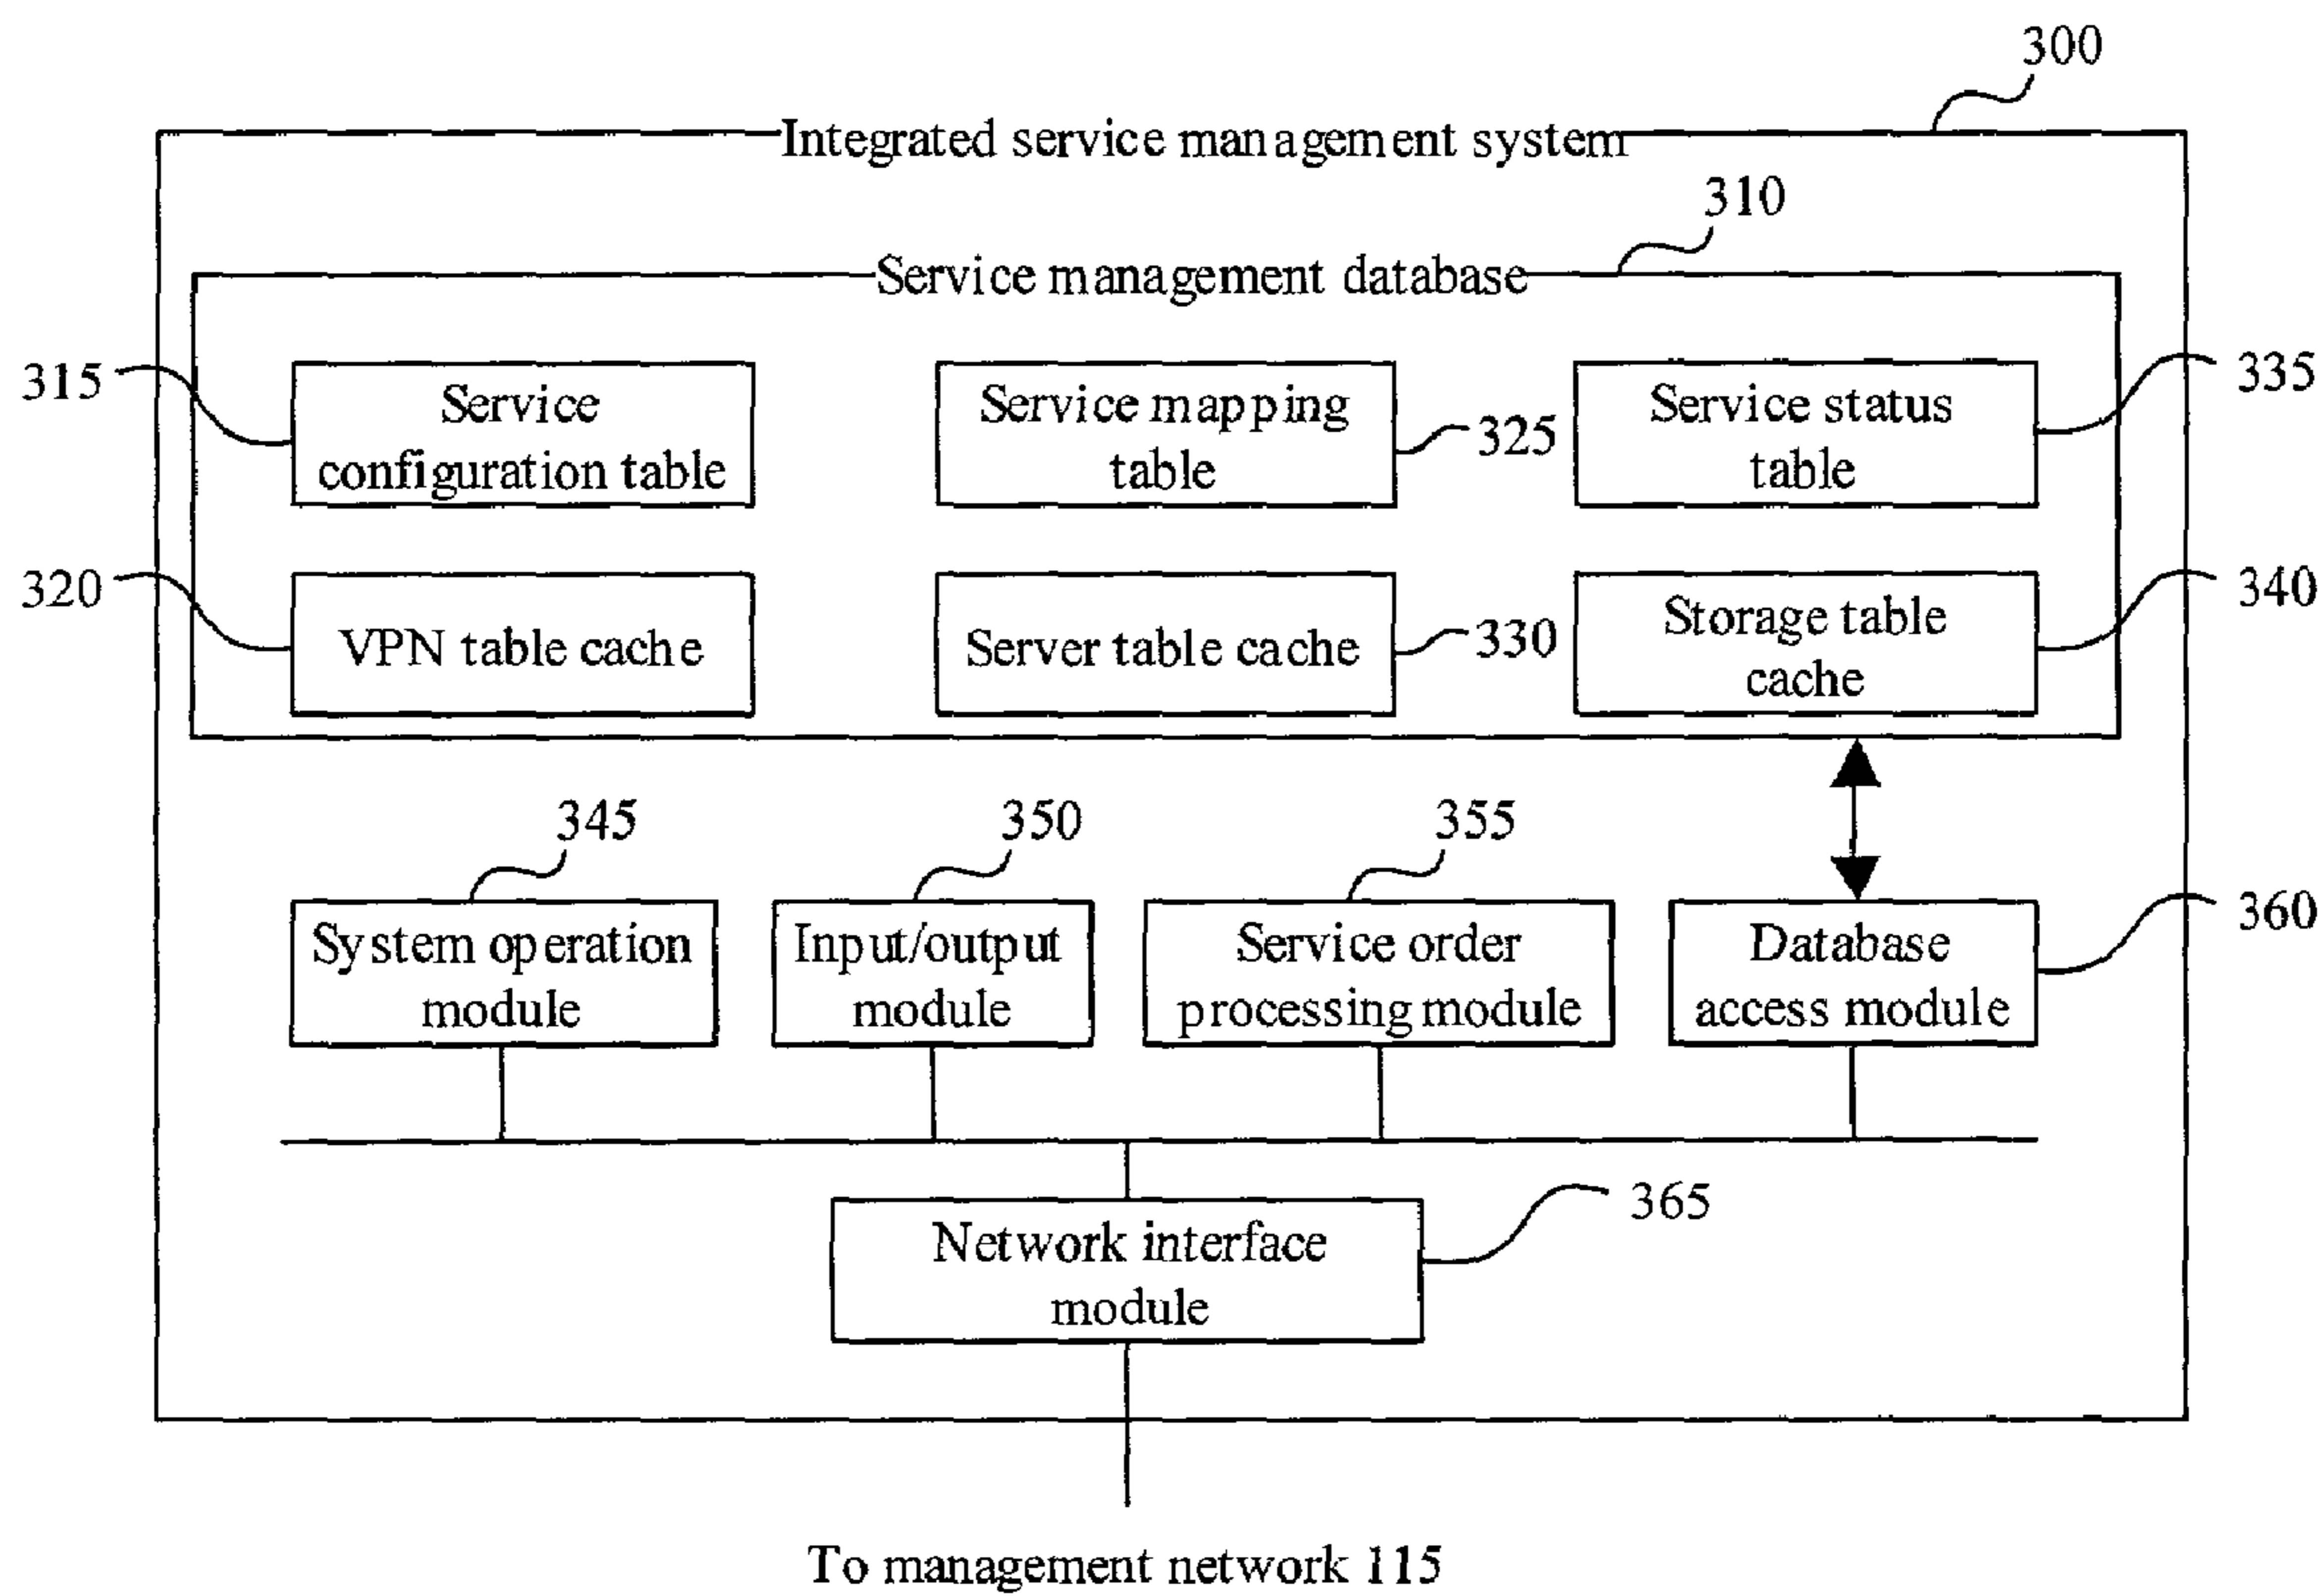 300
Integrated service management system
310
Service management database
315
Service
configuration table
Service mapping
table
325
Service status
table
335
320
VPN table cache
Server table cache
330
Storage table
cache
340
345
350
355
System operation
module
Input/output
module
Service order
processing module
Database
access module
360
Network interface
module
365
To management network 115